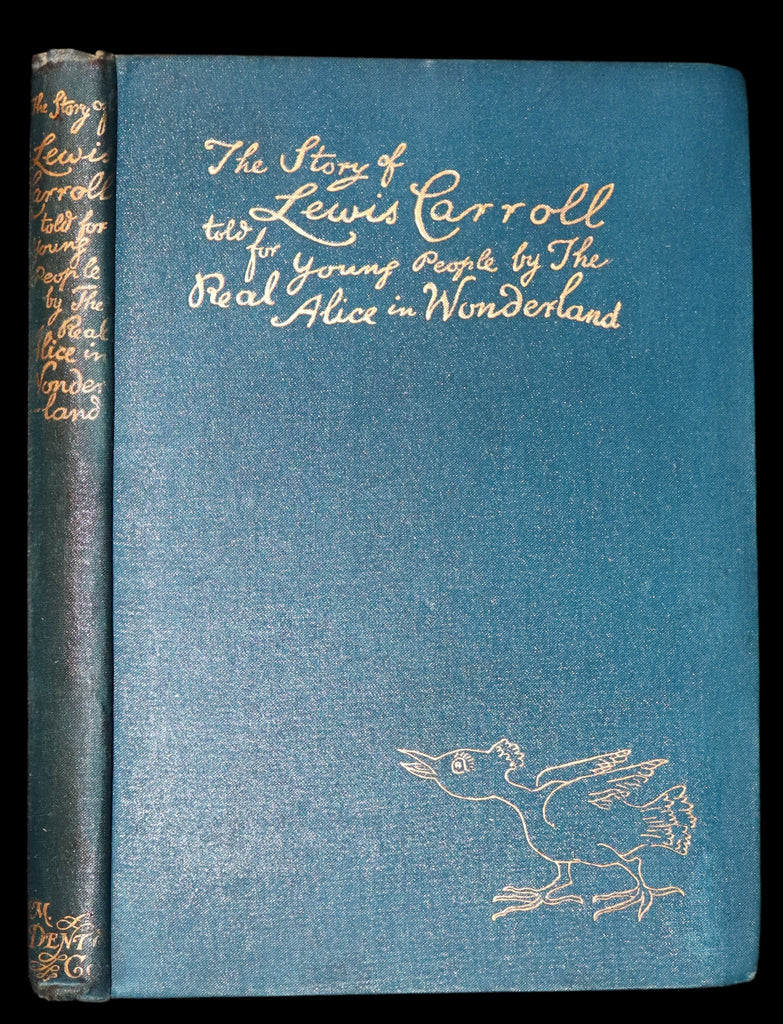 The Story of
Lewis Carroll
told for Young People by The
Real Alice in Wonderland
The Story of
Lewis
Carroll
told for
Young
People
by The
Real
Alice in
Wonder
-land
M.
DENT
& Co